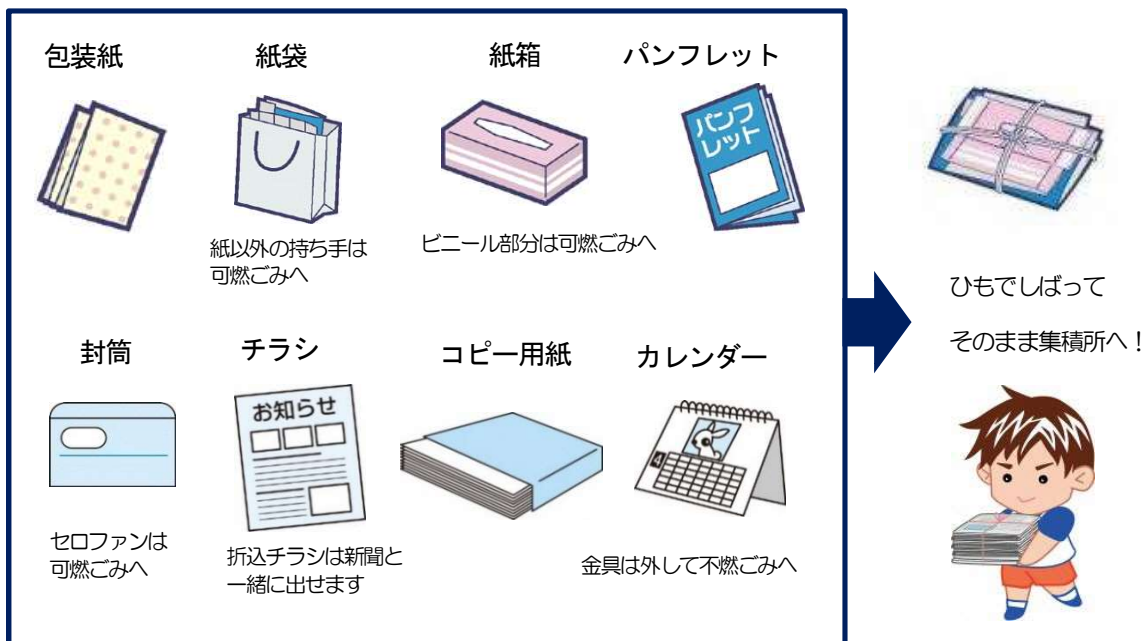 包装紙
紙袋
紙箱
パンフレット
パンフ
レット
紙以外の持ち手は
可燃ごみへ
ビニール部分は可燃ごみへ
封筒
チラシ
コピー用紙
カレンダー
お知らせ
4
セロファンは
可燃ごみへ
折込チラシは新聞と
一緒に出せます
金具は外して不燃ごみへ
ひもでしばって
そのまま集積所へ！